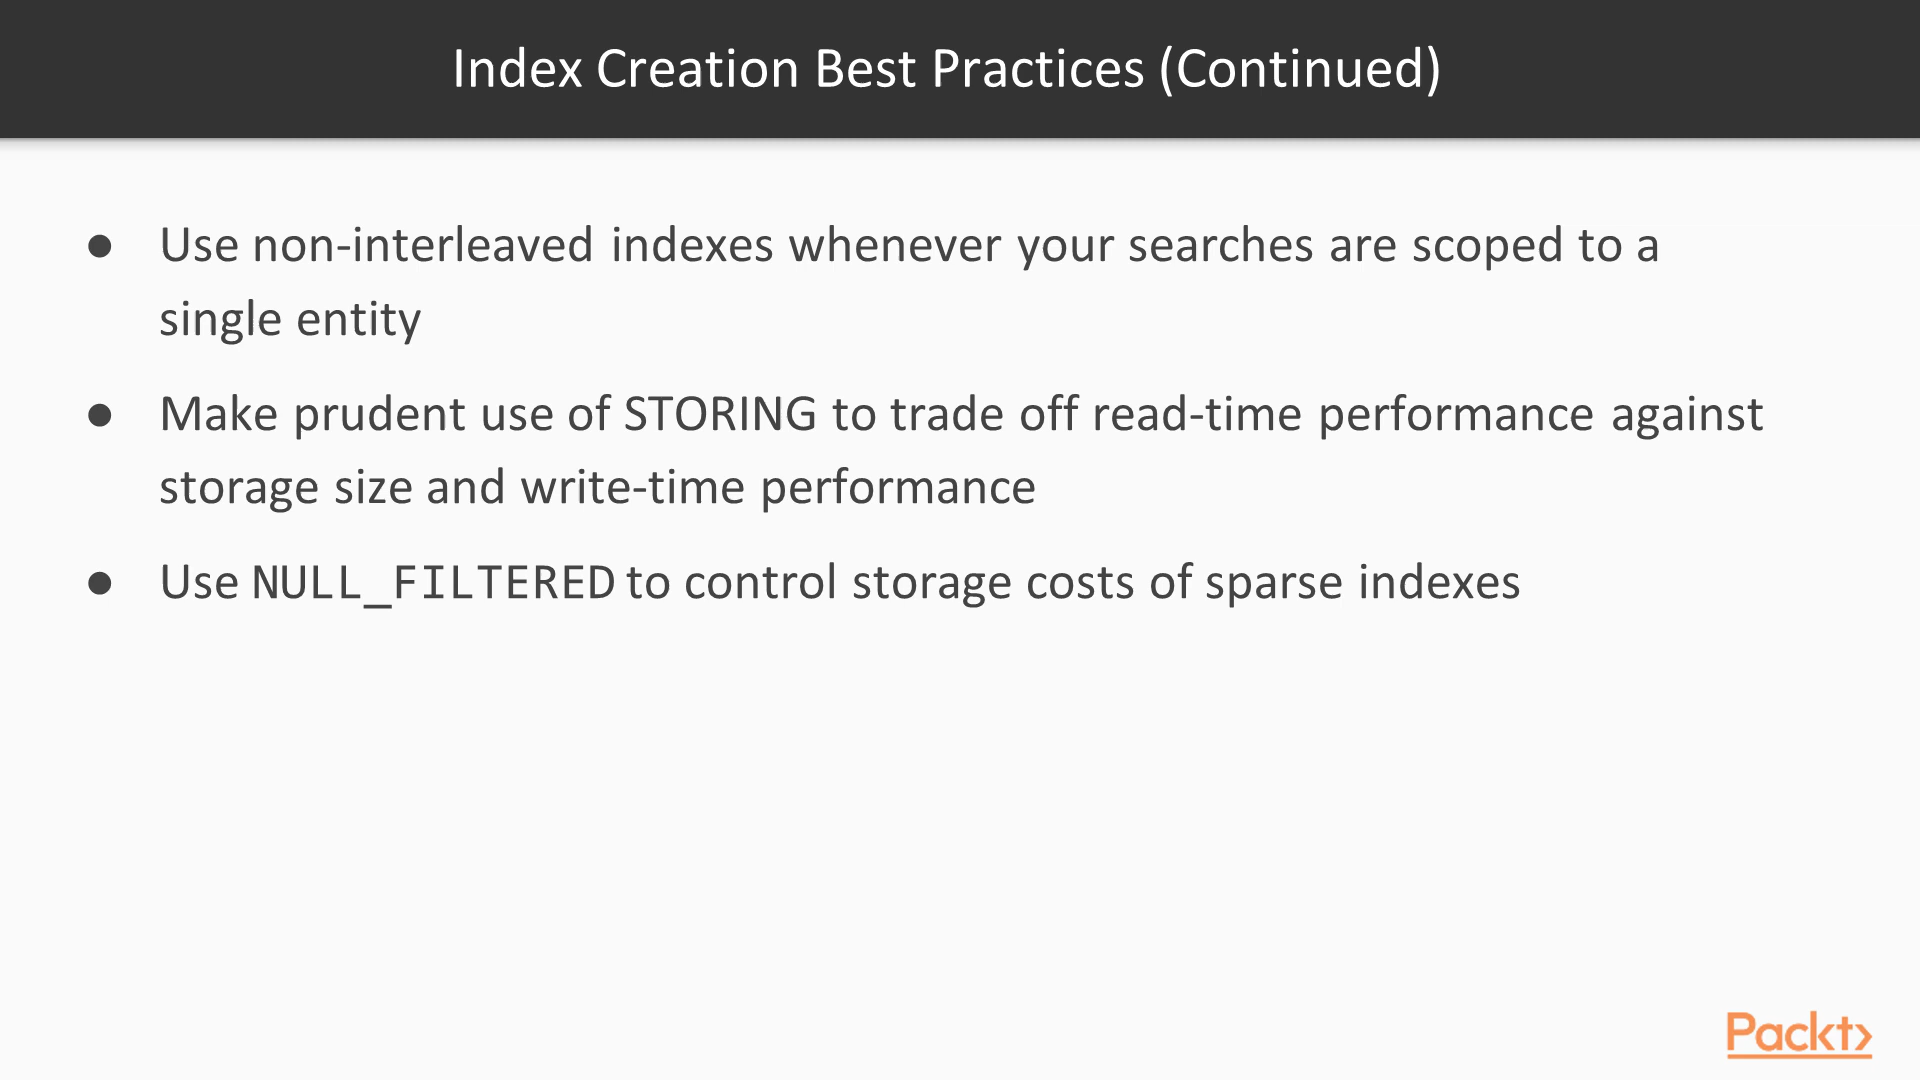 Index Creation Best Practices (Continued)
● Use non-interleaved indexes whenever your searches are scoped to a
single entity
● Make prudent use of STORING to trade off read-time performance against
storage size and write-time performance
● Use NULL_FILTERED to control storage costs of sparse indexes
Packt>